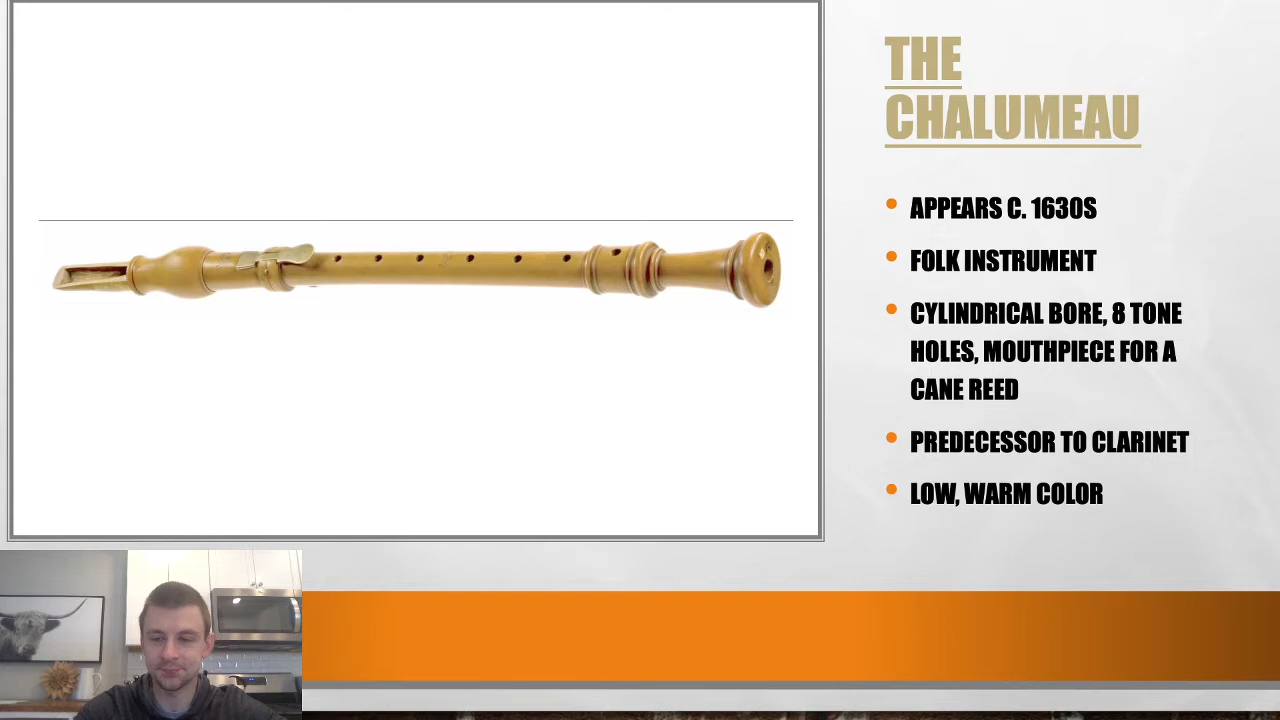 THE
CHALUMEAU
APPEARS C. 1630S
FOLK INSTRUMENT
CYLINDRICAL BORE, 8 TONE
HOLES, MOUTHPIECE FOR A
CANE REED
PREDECESSOR TO CLARINET
LOW, WARM COLOR